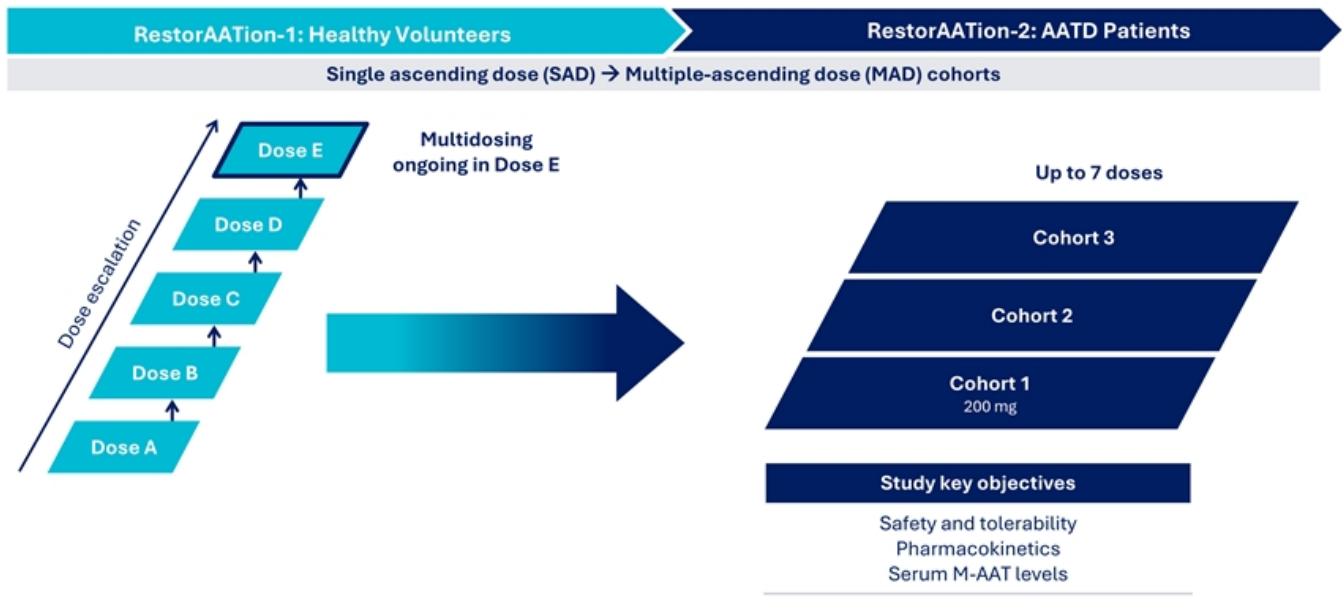 RestorAATion-1: Healthy Volunteers
RestorAATion-2: AATD Patients
Single ascending dose (SAD) → Multiple-ascending dose (MAD) cohorts
Dose escalation
Dose E
Dose D
Dose C
Dose B
Dose A
Multidosing
ongoing in Dose E
Up to 7 doses
Cohort 3
Cohort 2
Cohort 1
200 mg
Study key objectives
Safety and tolerability
Pharmacokinetics
Serum M-AAT levels